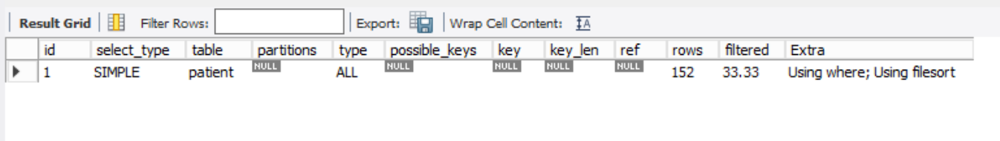 Result Grid Filter Rows: Export: Wrap Cell Content: IA
id select_type table partitions type possible_keys key key_len ref rows filtered Extra
1 SIMPLE patient NULL ALL NULL NULL NULL NULL 152 33.33 Using where; Using filesort